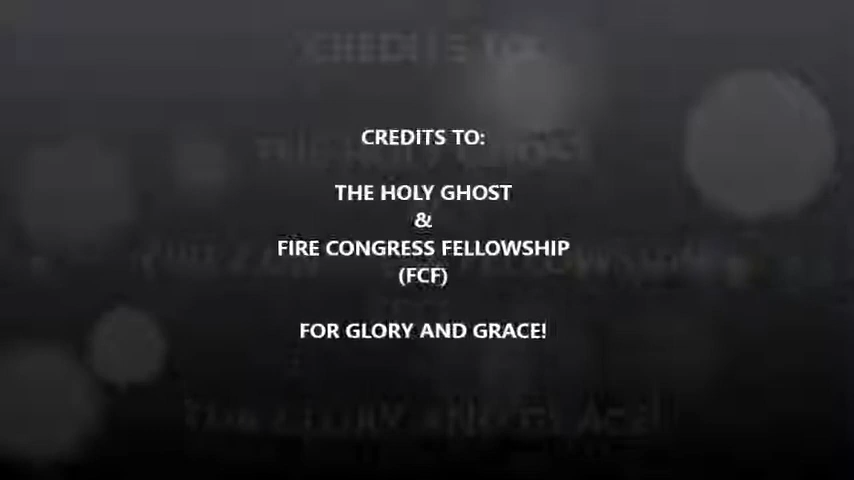 CREDITS TO:
THE HOLY GHOST
&
FIRE CONGRESS FELLOWSHIP
(FCF)
FOR GLORY AND GRACE!